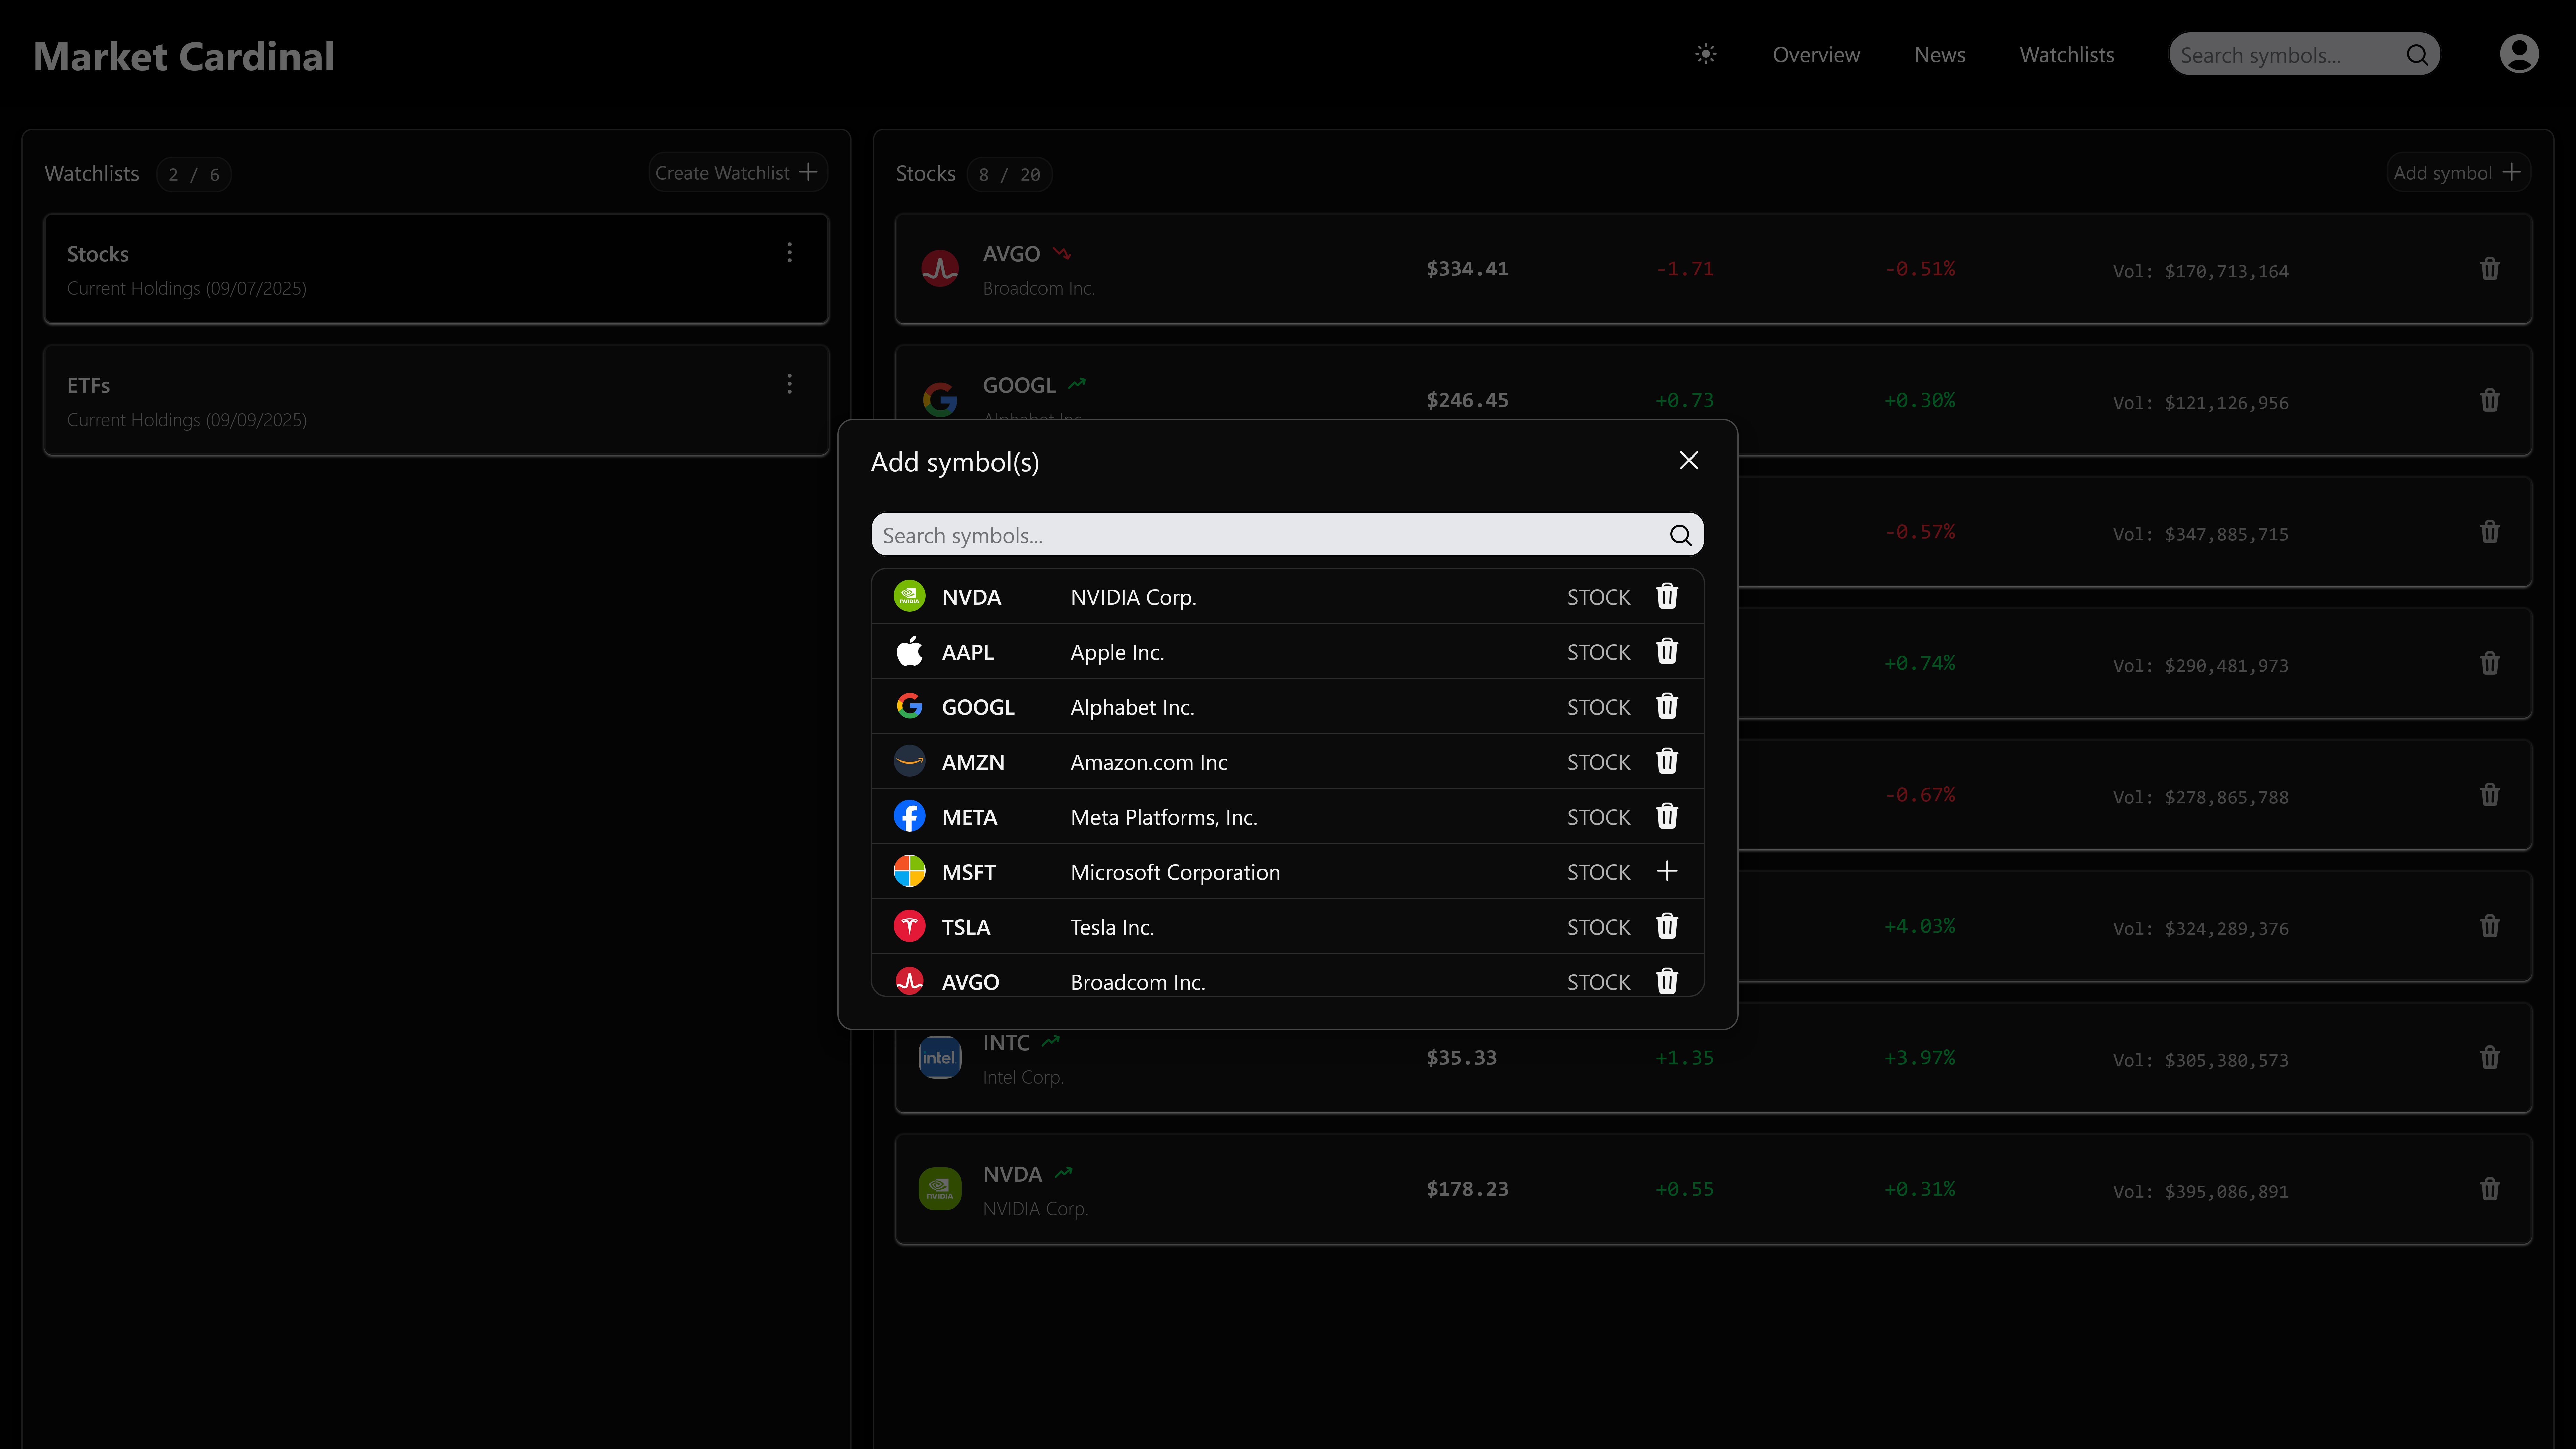 Market Cardinal
Overview
News
Watchlists
Search symbols...
Watchlists 2 / 6
Create Watchlist
Stocks
Current Holdings (09/07/2025)
ETFs
Current Holdings (09/09/2025)
Stocks 8 / 20
Add symbol
AVGO
Broadcom Inc.
$334.41 -1.71 -0.51% Vol: $170,713,164
GOOGL
Alphabet Inc.
$246.45 +0.73 +0.30% Vol: $121,126,956
-0.57% Vol: $347,885,715
+0.74% Vol: $290,481,973
-0.67% Vol: $278,865,788
+4.03% Vol: $324,289,376
intel
INTC
Intel Corp.
$35.33 +1.35 +3.97% Vol: $305,380,573
NVIDIA
NVDA
NVIDIA Corp.
$178.23 +0.55 +0.31% Vol: $395,086,891
Add symbol(s)
Search symbols...
NVIDIA NVDA NVIDIA Corp. STOCK
AAPL Apple Inc. STOCK
GOOGL Alphabet Inc. STOCK
AMZN Amazon.com Inc STOCK
META Meta Platforms, Inc. STOCK
MSFT Microsoft Corporation STOCK
TSLA Tesla Inc. STOCK
AVGO Broadcom Inc. STOCK